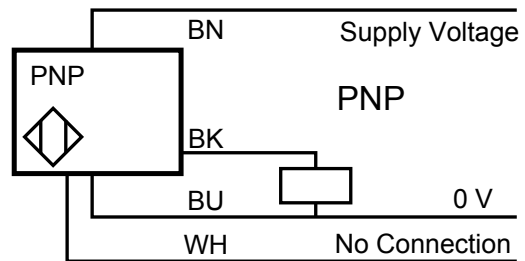 BN Supply Voltage
PNP
PNP
BK
BU 0 V
WH No Connection